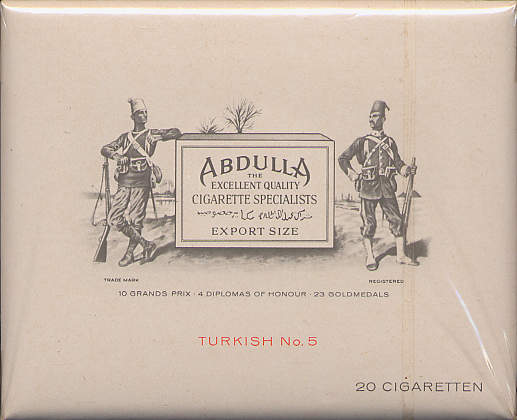 ABDULLA
THE
EXCELLENT QUALITY
CIGARETTE SPECIALISTS
EXPORT SIZE
TRADE MARK
REGISTERED
10 GRANDS PRIX · 4 DIPLOMAS OF HONOUR · 23 GOLDMEDALS
TURKISH No. 5
20 CIGARETTEN